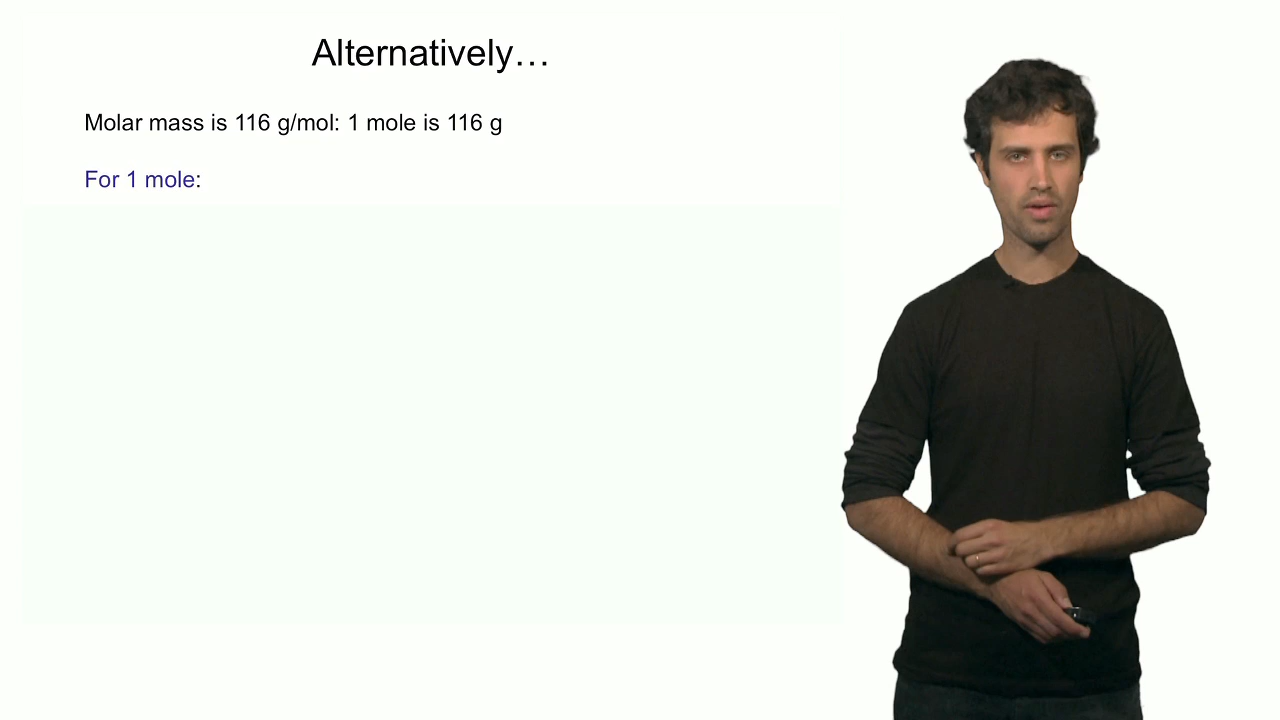 Alternatively…
Molar mass is 116 g/mol: 1 mole is 116 g
For 1 mole: